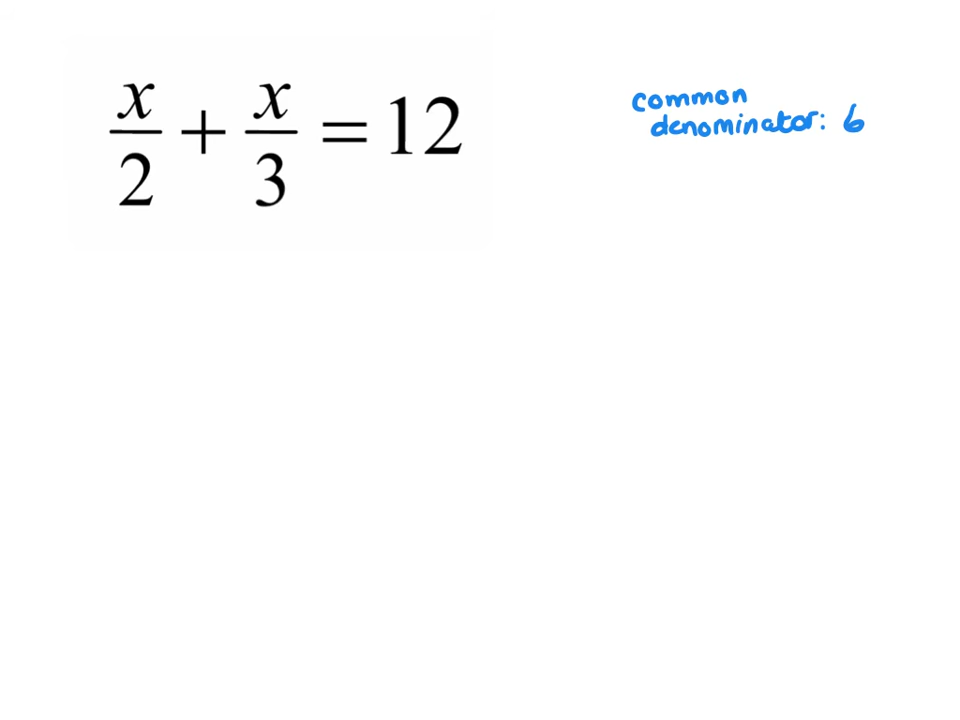 x/2 + x/3 = 12
common
denominator: 6